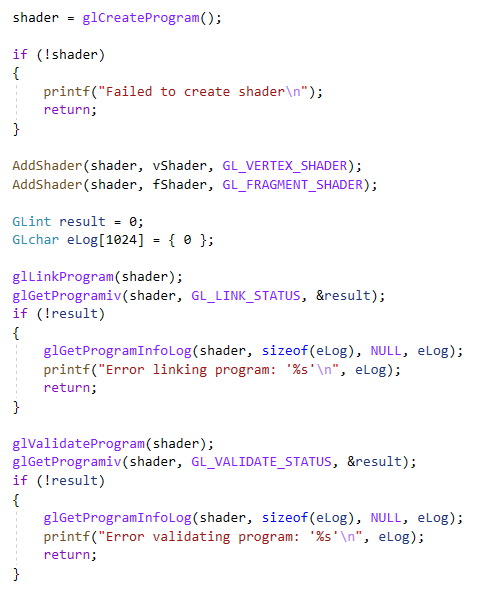 shader = glCreateProgram();
if (!shader)
{
printf("Failed to create shader\n");
return;
}
AddShader(shader, vShader, GL_VERTEX_SHADER);
AddShader(shader, fShader, GL_FRAGMENT_SHADER);
GLint result = 0;
GLchar eLog[1024] = { 0 };
glLinkProgram(shader);
glGetProgramiv(shader, GL_LINK_STATUS, &result);
if (!result)
{
glGetProgramInfoLog(shader, sizeof(eLog), NULL, eLog);
printf("Error linking program: '%s'\n", eLog);
return;
}
glValidateProgram(shader);
glGetProgramiv(shader, GL_VALIDATE_STATUS, &result);
if (!result)
{
glGetProgramInfoLog(shader, sizeof(eLog), NULL, eLog);
printf("Error validating program: '%s'\n", eLog);
return;
}